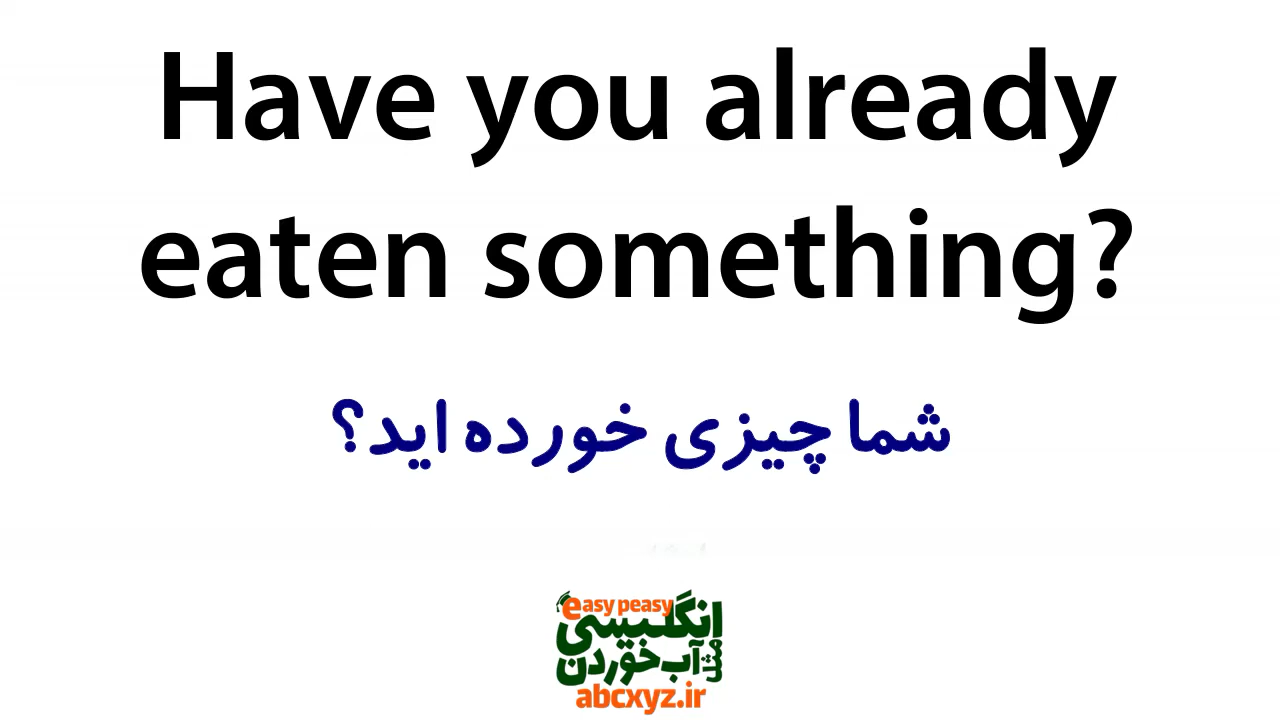 Have you already
eaten something?
شما چیزی خورده اید؟
easy peasy
انگلیسی
مثل آب خوردن
abcxyz.ir